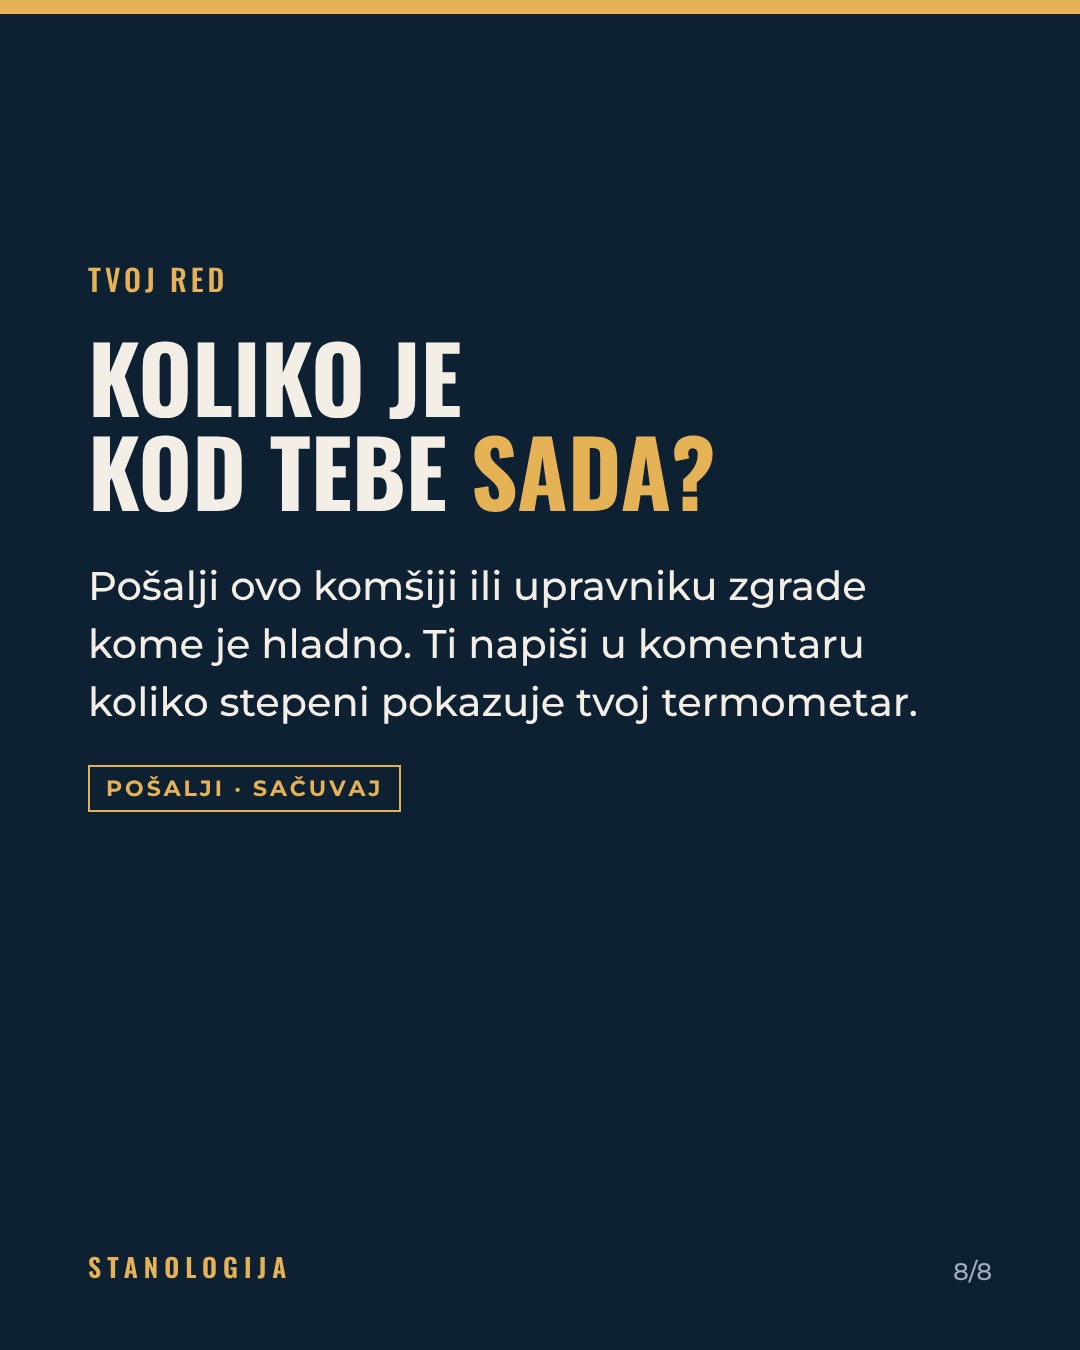 TVOJ RED
KOLIKO JE
KOD TEBE SADA?
Pošalji ovo komšiji ili upravniku zgrade
kome je hladno. Ti napiši u komentaru
koliko stepeni pokazuje tvoj termometar.
POŠALJI · SAČUVAJ
STANOLOGIJA
8/8